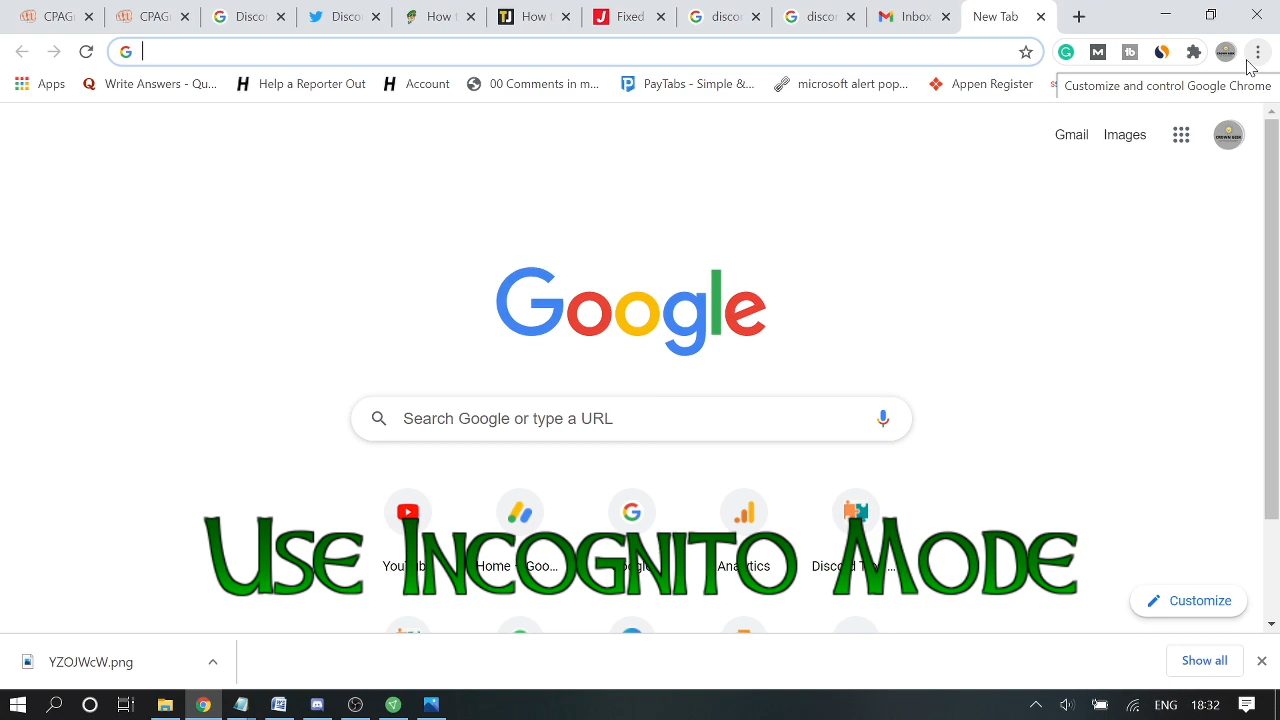 CPAG
CPAG
Disco
Disco
How t
How t
Fixed
disco
disco
Inbo
New Tab
Apps
Write Answers - Qu...
Help a Reporter Out
Account
00 Comments in m...
PayTabs - Simple &...
microsoft alert pop...
Appen Register
Customize and control Google Chrome
Gmail
Images
Google
Search Google or type a URL
Use Incognito Mode
Customize
YZOJWcW.png
Show all
ENG
18:32